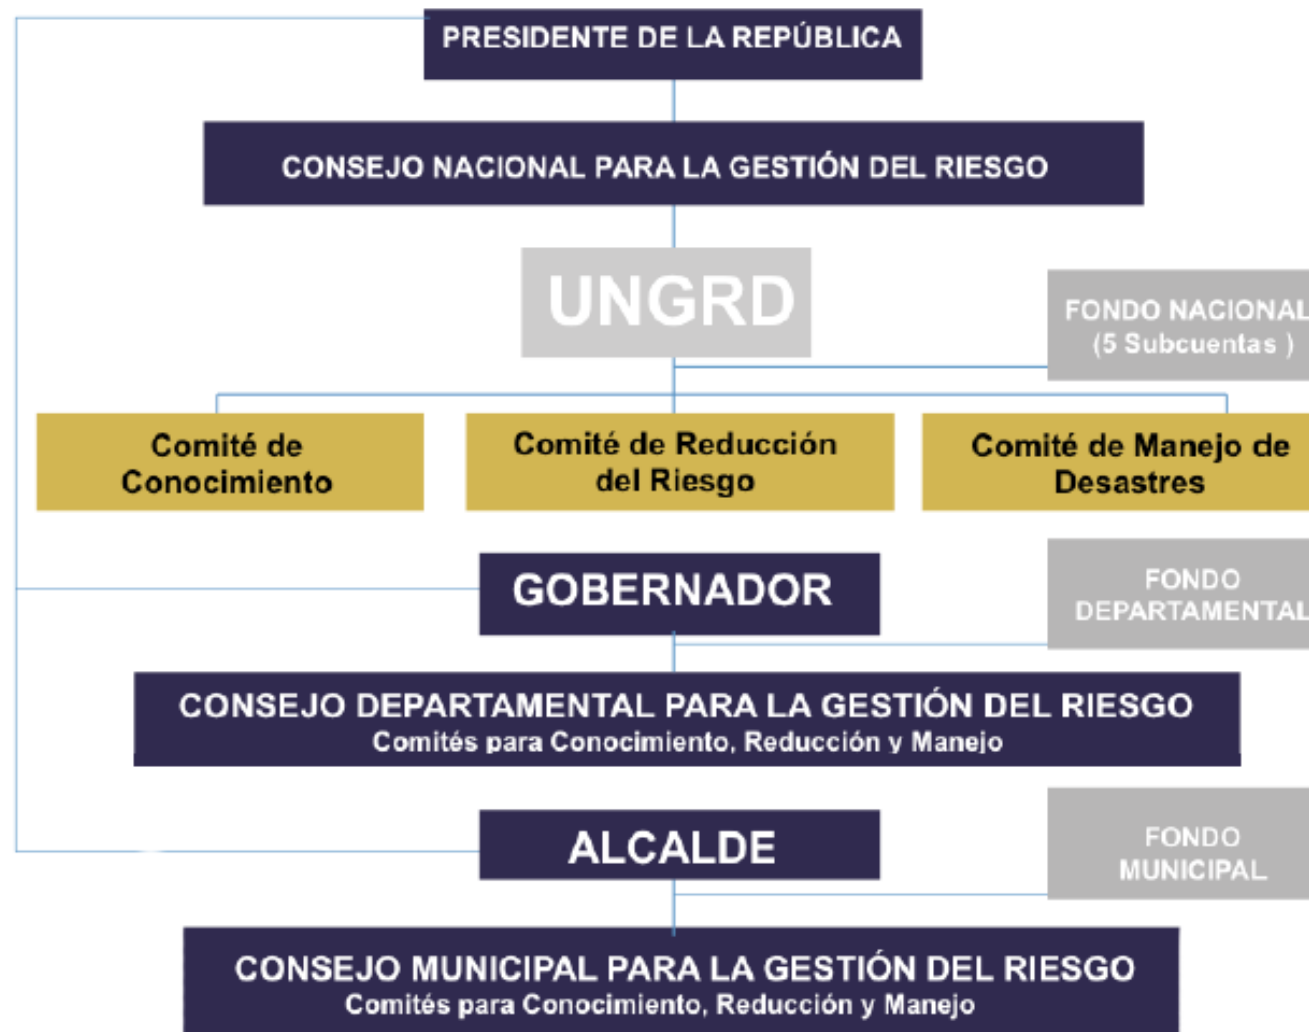 PRESIDENTE DE LA REPÚBLICA
CONSEJO NACIONAL PARA LA GESTIÓN DEL RIESGO
UNGRD
FONDO NACIONAL
(5 Subcuentas )
Comité de
Conocimiento
Comité de Reducción
del Riesgo
Comité de Manejo de
Desastres
GOBERNADOR
FONDO
DEPARTAMENTAL
CONSEJO DEPARTAMENTAL PARA LA GESTIÓN DEL RIESGO
Comités para Conocimiento, Reducción y Manejo
ALCALDE
FONDO
MUNICIPAL
CONSEJO MUNICIPAL PARA LA GESTIÓN DEL RIESGO
Comités para Conocimiento, Reducción y Manejo